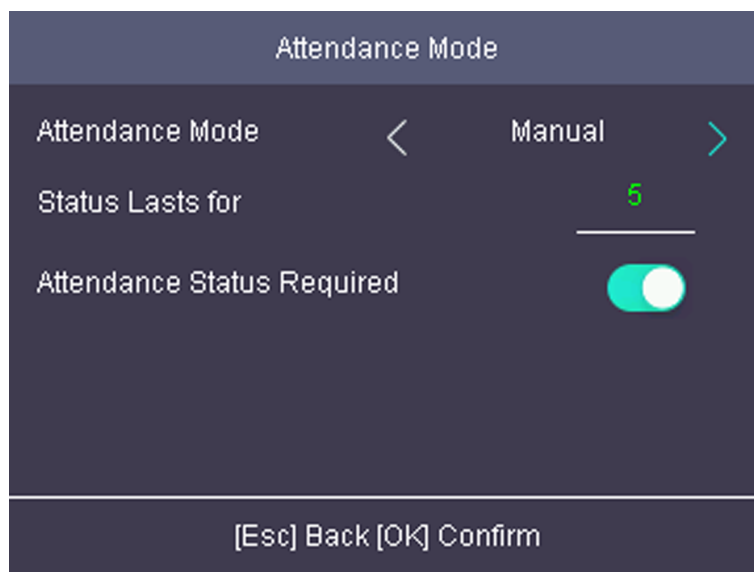 Attendance Mode
Attendance Mode < Manual >
Status Lasts for 5
Attendance Status Required
[Esc] Back [OK] Confirm